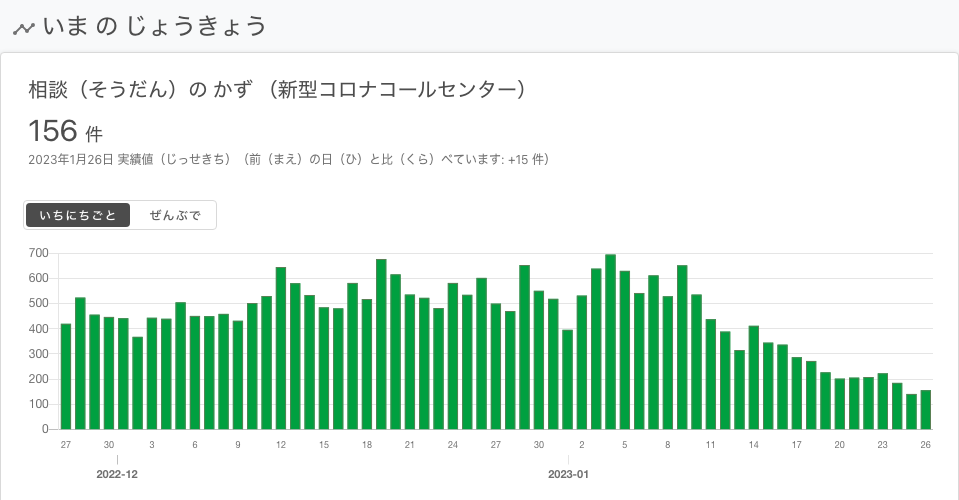 いま の じょうきょう
相談（そうだん）の かず （新型コロナコールセンター）
156 件
2023年1月26日 実績値（じっせきち）（前（まえ）の日（ひ）と比（くら）べています: +15 件）
いちにちごと ぜんぶで
700
600
500
400
300
200
100
0
27 30 3 6 9 12 15 18 21 24 27 30 2 5 8 11 14 17 20 23 26
2022-12 2023-01